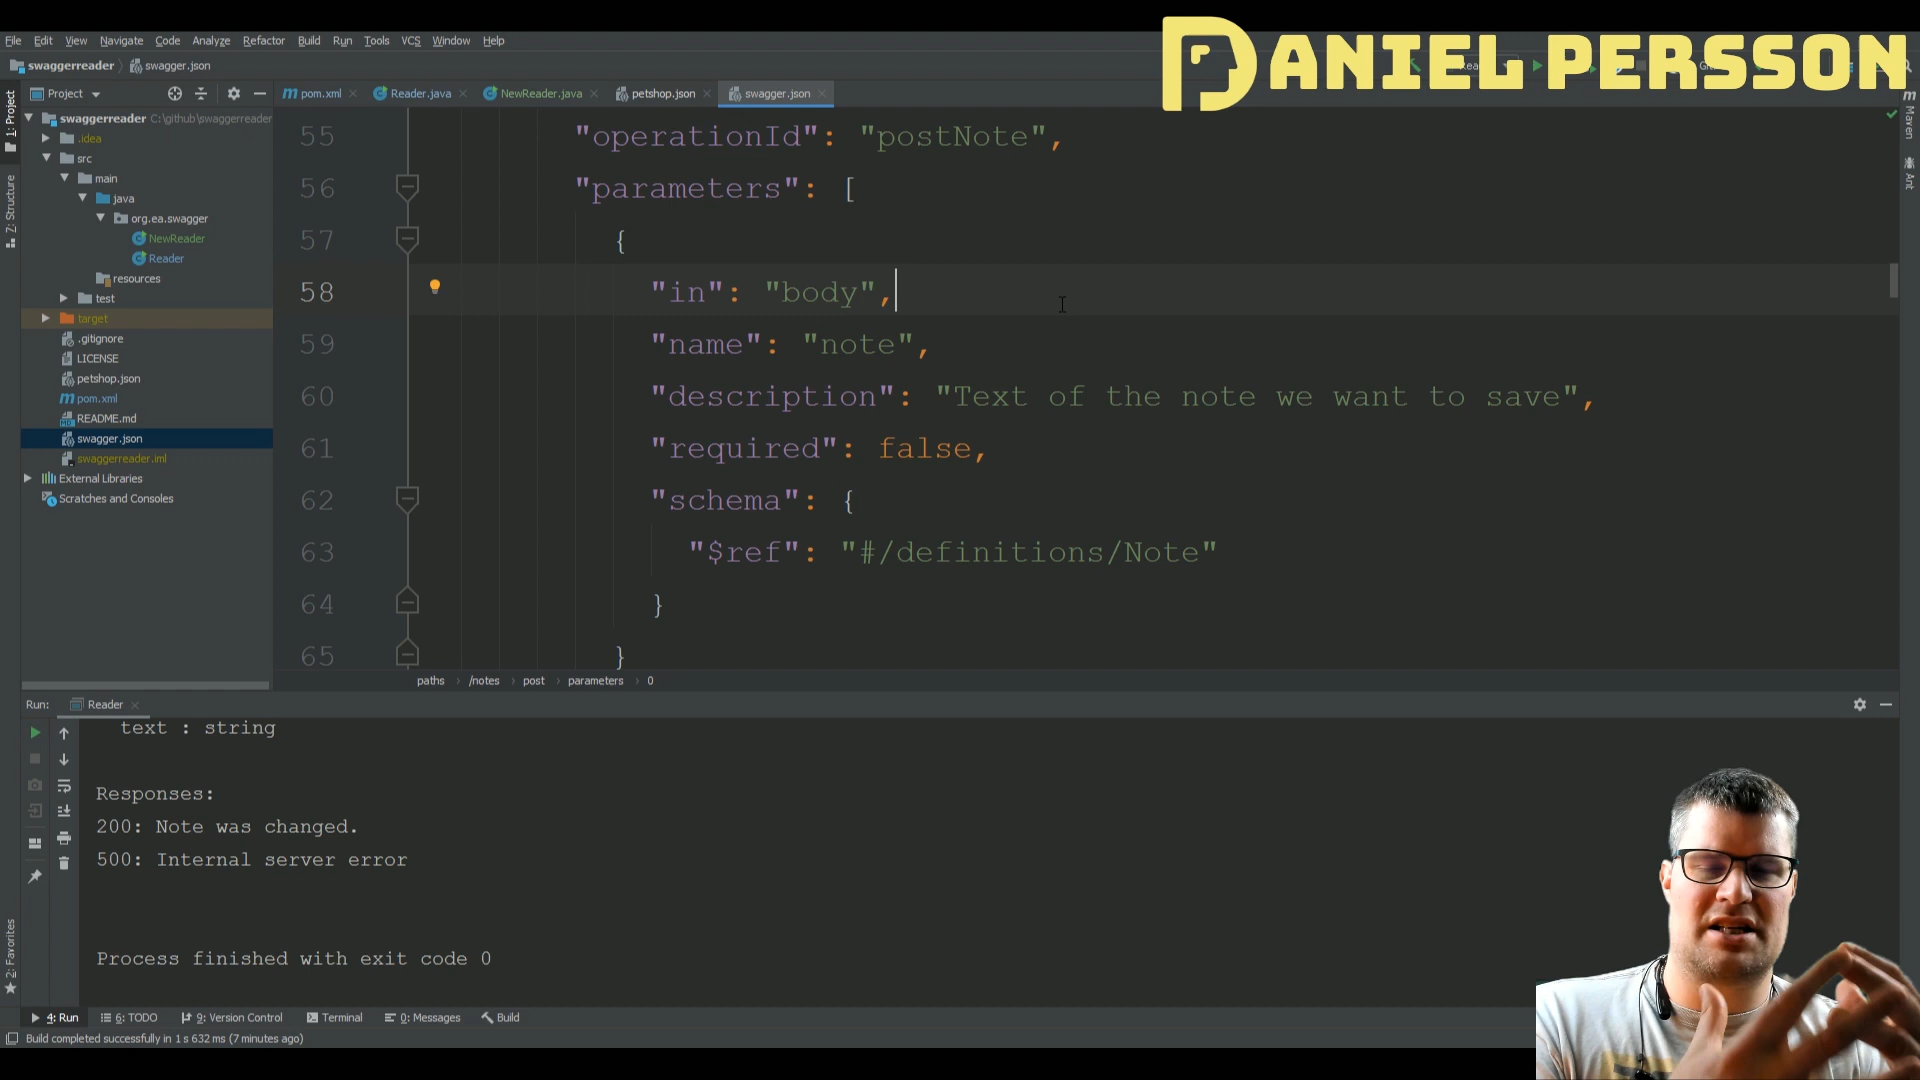 DANIEL PERSSON
File Edit View Navigate Code Analyze Refactor Build Run Tools VCS Window Help
swaggerreader swagger.json
Project
pom.xml Reader.java NewReader.java petshop.json swagger.json
1: Project
Z: Structure
2: Favorites
Maven
Ant
swaggerreader C:\github\swaggerreader
.idea
src
main
java
org.ea.swagger
NewReader
Reader
resources
test
target
.gitignore
LICENSE
petshop.json
pom.xml
README.md
swagger.json
swaggerreader.iml
External Libraries
Scratches and Consoles
55 "operationId": "postNote",
56 "parameters": [
57 {
58 "in": "body",
59 "name": "note",
60 "description": "Text of the note we want to save",
61 "required": false,
62 "schema": {
63 "$ref": "#/definitions/Note"
64 }
65 }
paths /notes post parameters 0
Run: Reader
text : string
Responses:
200: Note was changed.
500: Internal server error
Process finished with exit code 0
4: Run 6: TODO 9: Version Control Terminal 0: Messages Build
Build completed successfully in 1 s 632 ms (7 minutes ago)